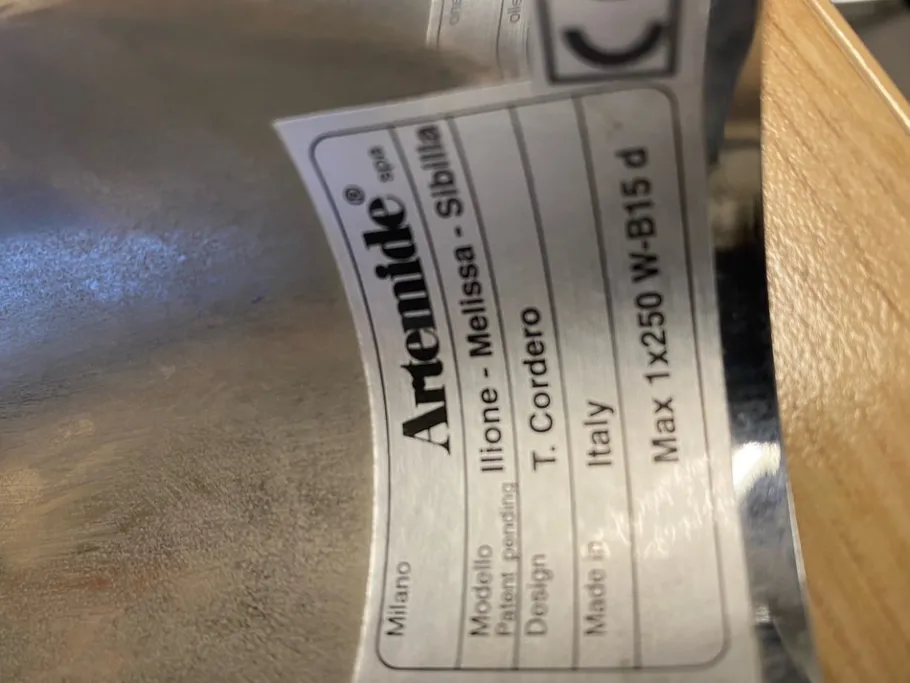 Milano Artemide® spa
Modello Ilione - Melissa - Sibilla
Patent pending
Design T. Cordero
Made in Italy
Max 1x250 W-B15 d
C